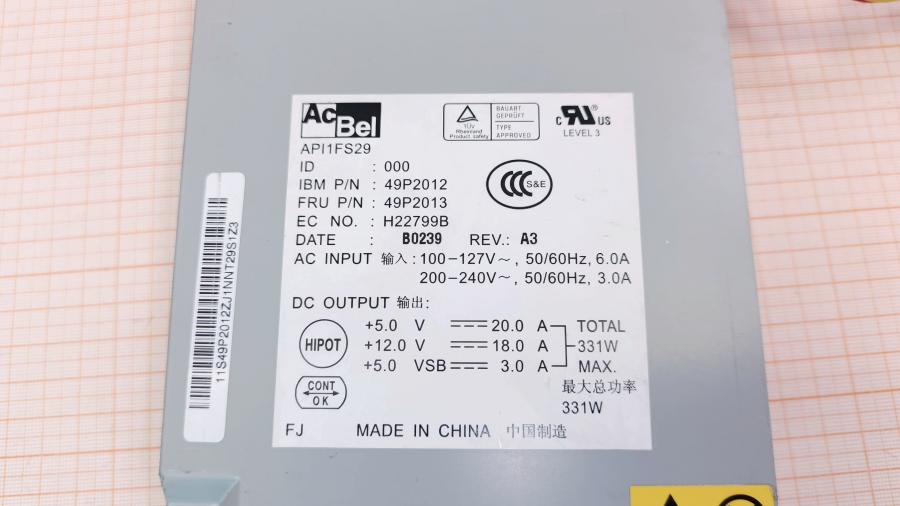 AcBel
TÜV
Rheinland
Product safety
BAUART
GEPRÜFT
TYPE
APPROVED
c RU US
LEVEL 3
API1FS29
ID : 000
IBM P/N : 49P2012
FRU P/N : 49P2013
EC NO. : H22799B
DATE : B0239 REV.: A3
CCC S&E
AC INPUT 输入 : 100-127V～, 50/60Hz, 6.0A
200-240V～, 50/60Hz, 3.0A
DC OUTPUT 输出:
HIPOT
+5.0 V ⎓ 20.0 A TOTAL
+12.0 V ⎓ 18.0 A 331W
+5.0 VSB ⎓ 3.0 A MAX.
最大总功率
331W
CONT
OK
FJ MADE IN CHINA 中国制造
11S49P2012ZJ1NNT29S1Z3